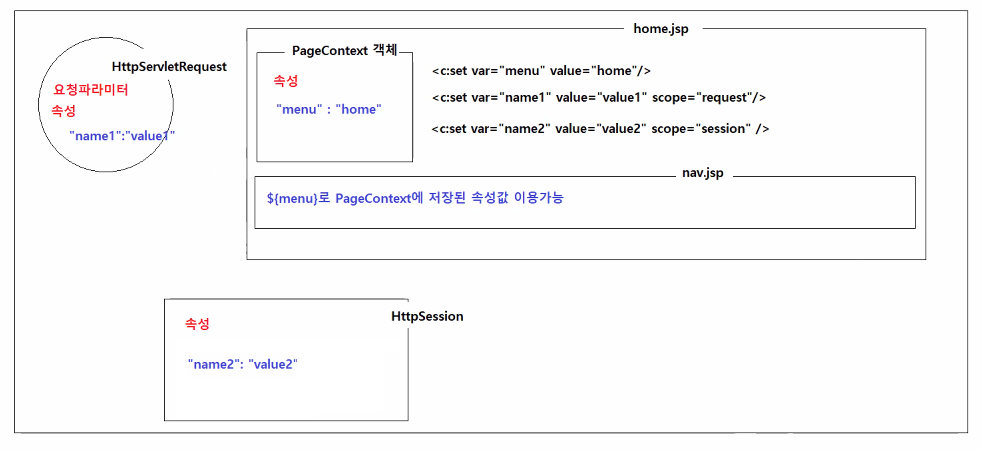 home.jsp
PageContext 객체
HttpServletRequest
<c:set var="menu" value="home"/>
속성
요청파라미터
<c:set var="name1" value="value1" scope="request"/>
속성
"menu" : "home"
"name1":"value1"
<c:set var="name2" value="value2" scope="session" />
nav.jsp
${menu}로 PageContext에 저장된 속성값 이용가능
HttpSession
속성
"name2": "value2"